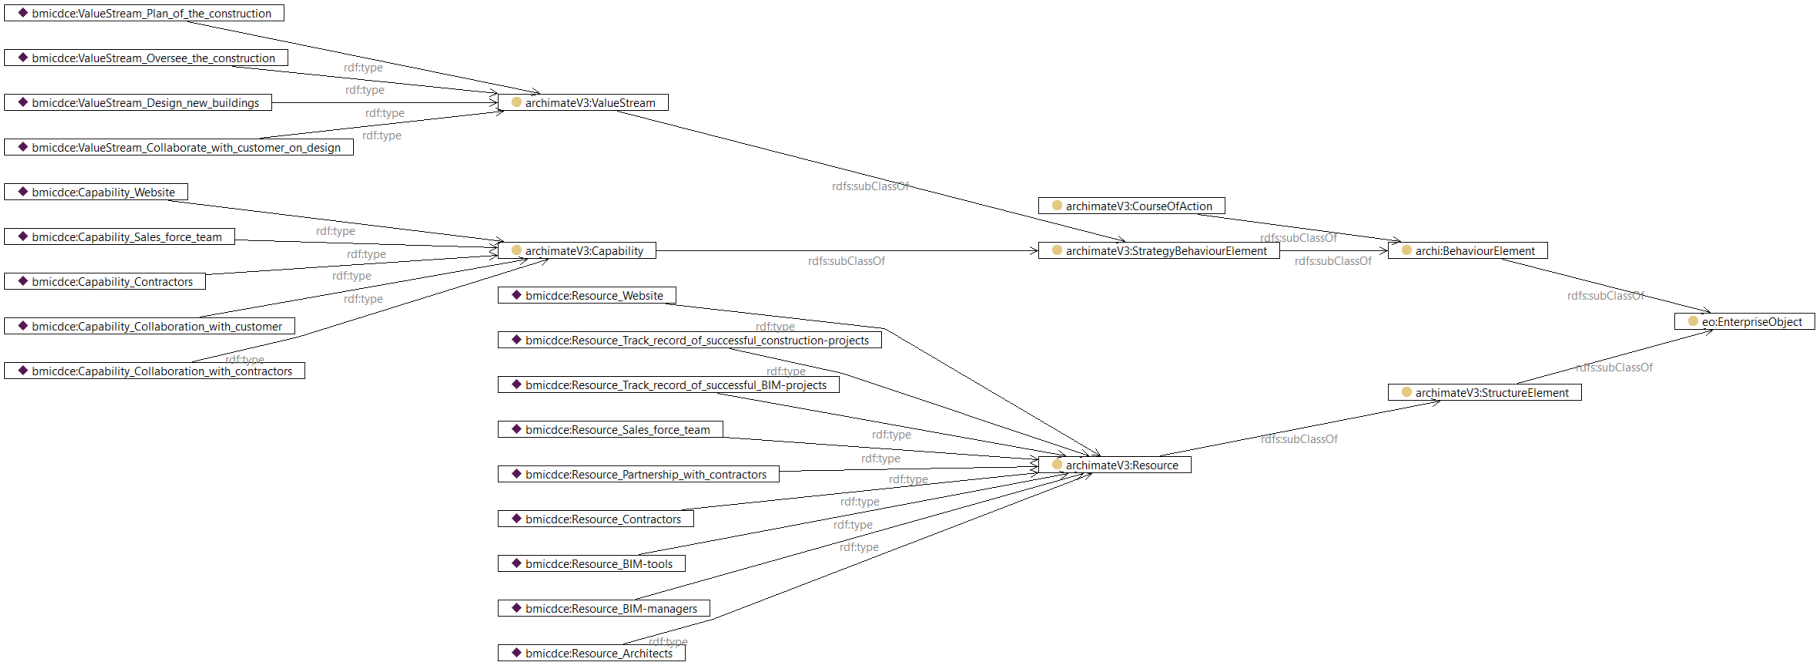 bmicdce:ValueStream_Plan_of_the_construction
bmicdce:ValueStream_Oversee_the_construction
bmicdce:ValueStream_Design_new_buildings
bmicdce:ValueStream_Collaborate_with_customer_on_design
rdf:type
rdf:type
rdf:type
rdf:type
archimateV3:ValueStream
bmicdce:Capability_Website
bmicdce:Capability_Sales_force_team
bmicdce:Capability_Contractors
bmicdce:Capability_Collaboration_with_customer
bmicdce:Capability_Collaboration_with_contractors
rdf:type
rdf:type
rdf:type
rdf:type
rdf:type
archimateV3:Capability
bmicdce:Resource_Website
bmicdce:Resource_Track_record_of_successful_construction-projects
bmicdce:Resource_Track_record_of_successful_BIM-projects
bmicdce:Resource_Sales_force_team
bmicdce:Resource_Partnership_with_contractors
bmicdce:Resource_Contractors
bmicdce:Resource_BIM-tools
bmicdce:Resource_BIM-managers
bmicdce:Resource_Architects
rdf:type
rdf:type
rdf:type
rdf:type
rdf:type
rdf:type
rdf:type
rdf:type
rdf:type
rdfs:subClassOf
rdfs:subClassOf
archimateV3:CourseOfAction
archimateV3:StrategyBehaviourElement
archimateV3:Resource
rdfs:subClassOf
rdfs:subClassOf
rdfs:subClassOf
archi:BehaviourElement
archimateV3:StructureElement
rdfs:subClassOf
rdfs:subClassOf
eo:EnterpriseObject